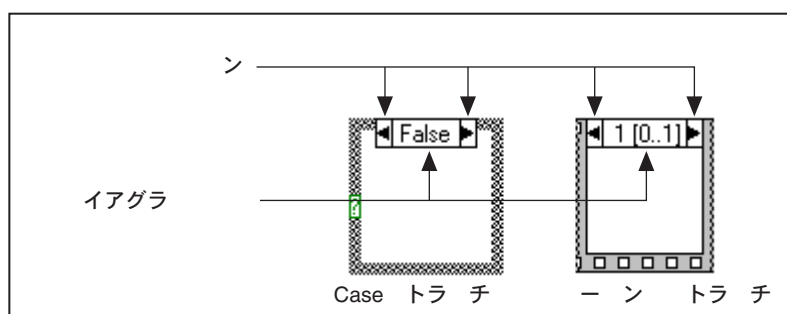 ン
False
1 [0..1]
イアグラ
?
Case トラ チ
ー ン トラ チ